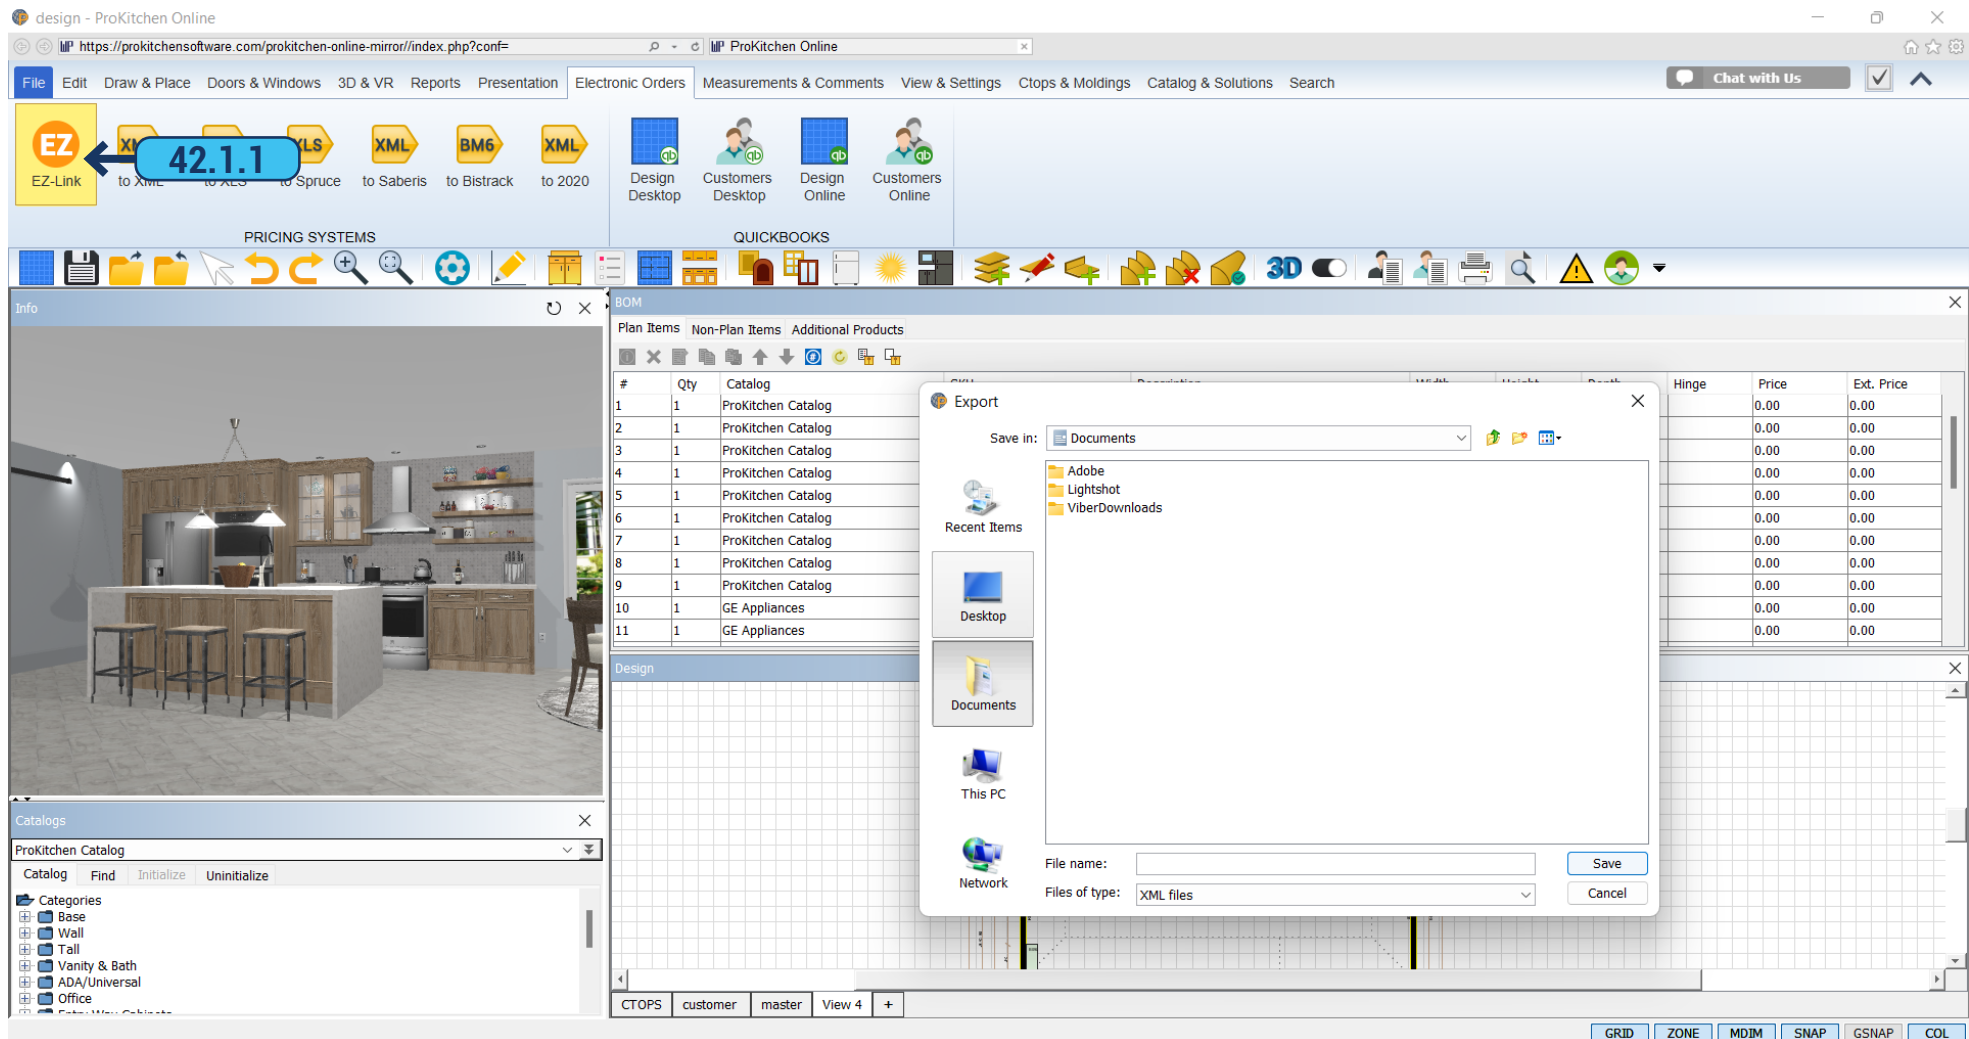 design - ProKitchen Online
https://prokitchensoftware.com/prokitchen-online-mirror//index.php?conf=
ProKitchen Online
File Edit Draw & Place Doors & Windows 3D & VR Reports Presentation Electronic Orders Measurements & Comments View & Settings Ctops & Moldings Catalog & Solutions Search
Chat with Us
EZ
42.1.1
XML BM6 XML
EZ-Link to XML to XLS to Spruce to Saberis to Bistrack to 2020
Design Desktop
Customers Desktop
Design Online
Customers Online
PRICING SYSTEMS
QUICKBOOKS
3D
Info
BOM
Plan Items Non-Plan Items Additional Products
# Qty Catalog Hinge Price Ext. Price
1 1 ProKitchen Catalog 0.00 0.00
2 1 ProKitchen Catalog 0.00 0.00
3 1 ProKitchen Catalog 0.00 0.00
4 1 ProKitchen Catalog 0.00 0.00
5 1 ProKitchen Catalog 0.00 0.00
6 1 ProKitchen Catalog 0.00 0.00
7 1 ProKitchen Catalog 0.00 0.00
8 1 ProKitchen Catalog 0.00 0.00
9 1 ProKitchen Catalog 0.00 0.00
10 1 GE Appliances 0.00 0.00
11 1 GE Appliances 0.00 0.00
Export
Save in: Documents
Adobe
Lightshot
ViberDownloads
Recent Items
Desktop
Documents
This PC
Network
File name:
Save
Files of type: XML files
Cancel
Design
CTOPS customer master View 4 +
Catalogs
ProKitchen Catalog
Catalog Find Initialize Uninitialize
Categories
Base
Wall
Tall
Vanity & Bath
ADA/Universal
Office
GRID ZONE MDIM SNAP GSNAP COL